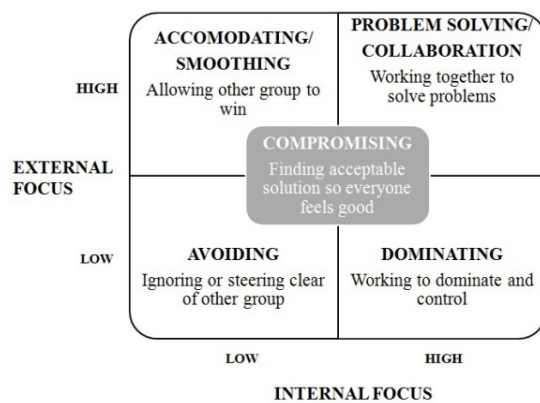 ACCOMODATING/
SMOOTHING
Allowing other group to
win
PROBLEM SOLVING/
COLLABORATION
Working together to
solve problems
HIGH
COMPROMISING
Finding acceptable
solution so everyone
feels good
EXTERNAL
FOCUS
LOW
AVOIDING
Ignoring or steering clear
of other group
DOMINATING
Working to dominate and
control
LOW
HIGH
INTERNAL FOCUS